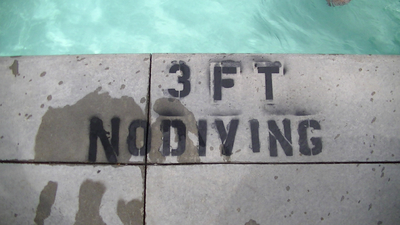 3 FT
NO DIVING